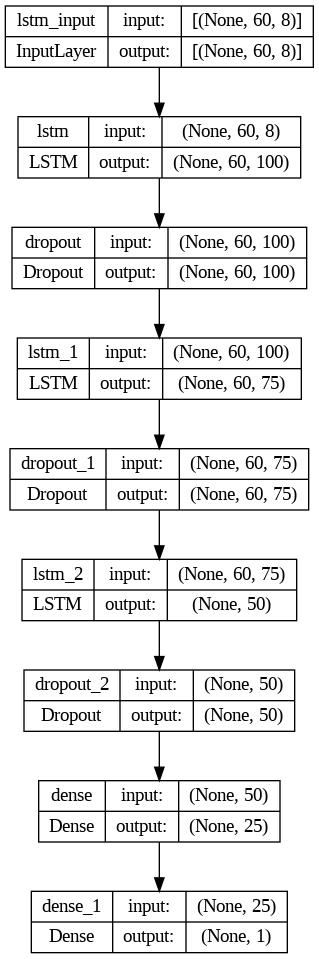 lstm_input input: [(None, 60, 8)]
InputLayer output: [(None, 60, 8)]
lstm input: (None, 60, 8)
LSTM output: (None, 60, 100)
dropout input: (None, 60, 100)
Dropout output: (None, 60, 100)
lstm_1 input: (None, 60, 100)
LSTM output: (None, 60, 75)
dropout_1 input: (None, 60, 75)
Dropout output: (None, 60, 75)
lstm_2 input: (None, 60, 75)
LSTM output: (None, 50)
dropout_2 input: (None, 50)
Dropout output: (None, 50)
dense input: (None, 50)
Dense output: (None, 25)
dense_1 input: (None, 25)
Dense output: (None, 1)